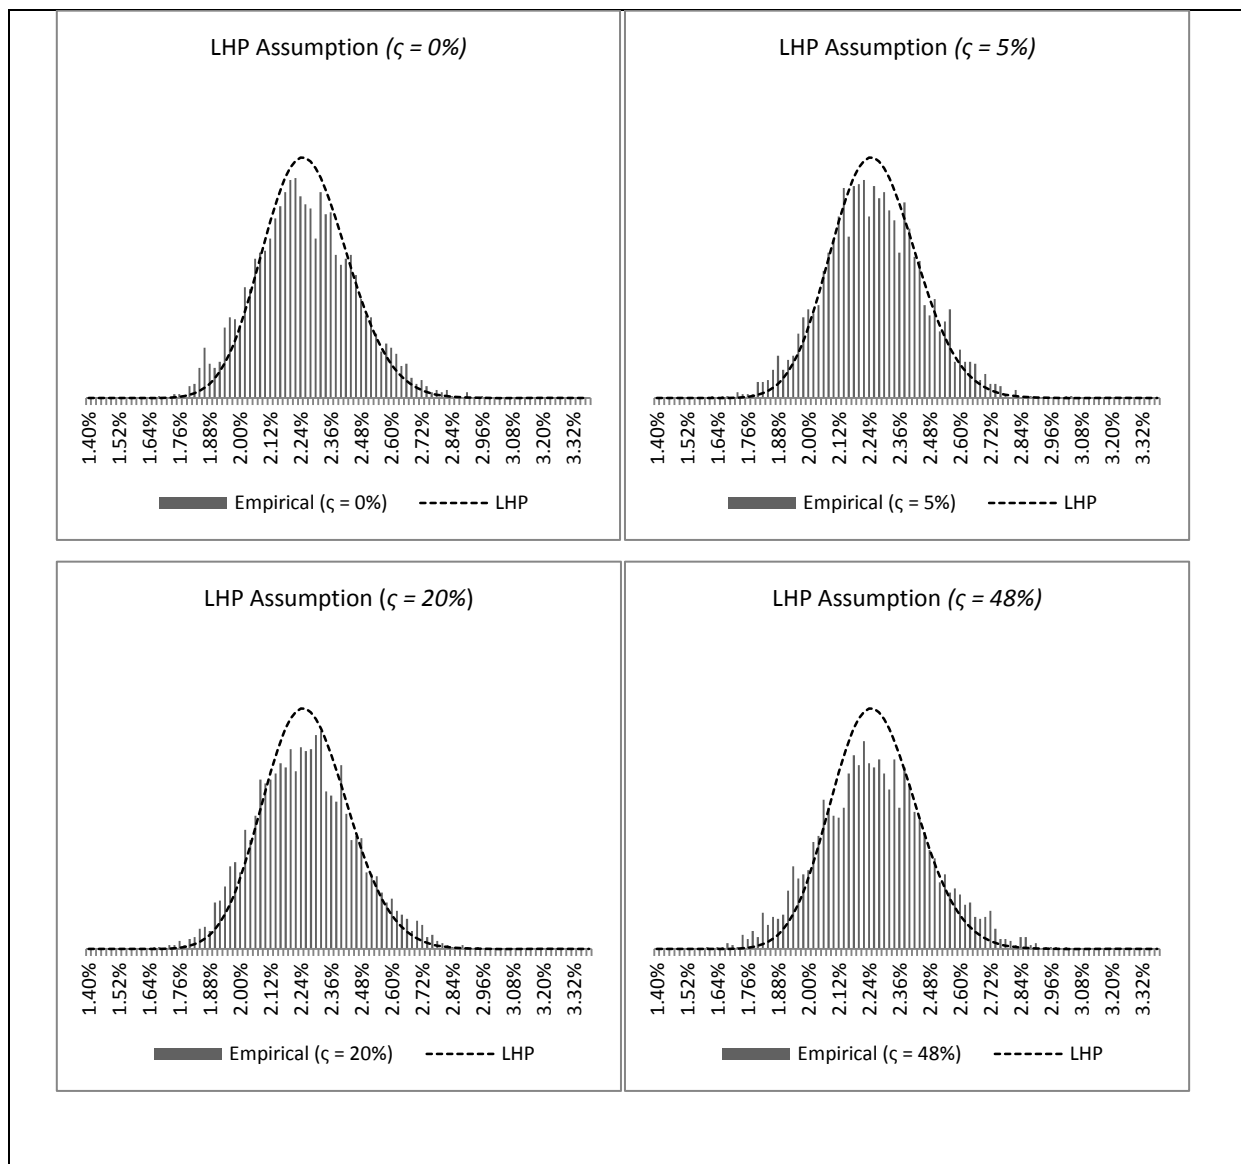 LHP Assumption (ς = 0%)
1.40% 1.52% 1.64% 1.76% 1.88% 2.00% 2.12% 2.24% 2.36% 2.48% 2.60% 2.72% 2.84% 2.96% 3.08% 3.20% 3.32%
Empirical (ς = 0%) LHP
LHP Assumption (ς = 5%)
1.40% 1.52% 1.64% 1.76% 1.88% 2.00% 2.12% 2.24% 2.36% 2.48% 2.60% 2.72% 2.84% 2.96% 3.08% 3.20% 3.32%
Empirical (ς = 5%) LHP
LHP Assumption (ς = 20%)
1.40% 1.52% 1.64% 1.76% 1.88% 2.00% 2.12% 2.24% 2.36% 2.48% 2.60% 2.72% 2.84% 2.96% 3.08% 3.20% 3.32%
Empirical (ς = 20%) LHP
LHP Assumption (ς = 48%)
1.40% 1.52% 1.64% 1.76% 1.88% 2.00% 2.12% 2.24% 2.36% 2.48% 2.60% 2.72% 2.84% 2.96% 3.08% 3.20% 3.32%
Empirical (ς = 48%) LHP